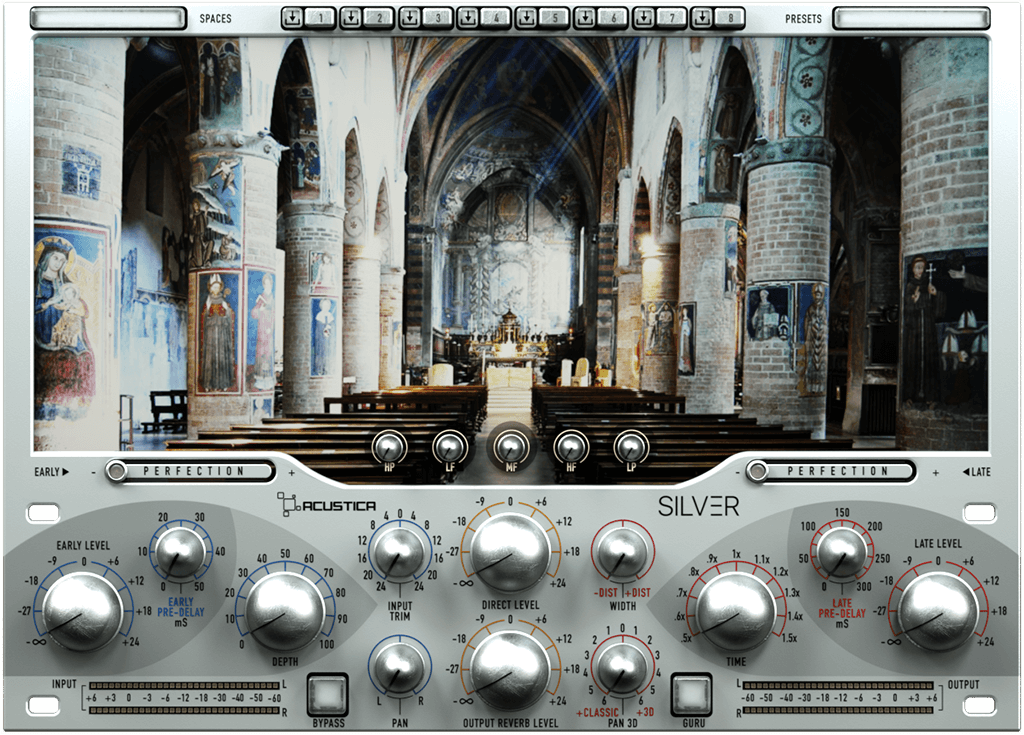 SPACES 1 2 3 4 5 6 7 8 PRESETS
HP LF MF HF LP
EARLY - PERFECTION +
- PERFECTION + LATE
ACUSTICA
SILVER
EARLY LEVEL
-∞ -27 -18 -9 0 +6 +12 +18 +24
0 10 20 30 40 50
EARLY
PRE-DELAY
mS
0 10 20 30 40 50 60 70 80 90 100
DEPTH
24 20 16 12 8 4 0 4 8 12 16 20 24
INPUT
TRIM
-∞ -27 -18 -9 0 +6 +12 +18 +24
DIRECT LEVEL
-DIST +DIST
WIDTH
.5x .6x .7x .8x .9x 1x 1.1x 1.2x 1.3x 1.4x 1.5x
TIME
0 50 100 150 200 250 300
LATE
PRE-DELAY
mS
LATE LEVEL
-∞ -27 -18 -9 0 +6 +12 +18 +24
INPUT L
+6 +3 0 -3 -6 -12 -18 -30 -40 -50 -60
R
BYPASS
L R
PAN
-∞ -27 -18 -9 0 +6 +12 +18 +24
OUTPUT REVERB LEVEL
6 5 4 3 2 1 0 1 2 3 4 5 6
+CLASSIC +3D
PAN 3D
GURU
L OUTPUT
-60 -50 -40 -30 -18 -12 -6 -3 0 +3 +6
R